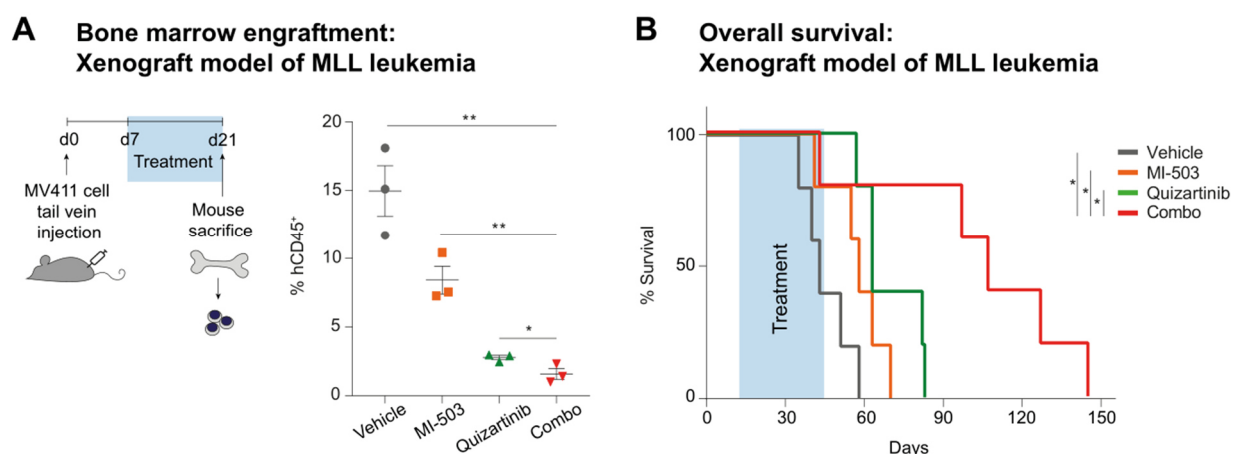 A
Bone marrow engraftment:
Xenograft model of MLL leukemia
d0
d7
d21
Treatment
MV411 cell
tail vein
injection
Mouse
sacrifice
% hCD45+
20
15
10
5
0
**
**
*
Vehicle
MI-503
Quizartinib
Combo
B
Overall survival:
Xenograft model of MLL leukemia
% Survival
100
50
0
Treatment
0
30
60
90
120
150
Days
Vehicle
MI-503
Quizartinib
Combo
*
*
*